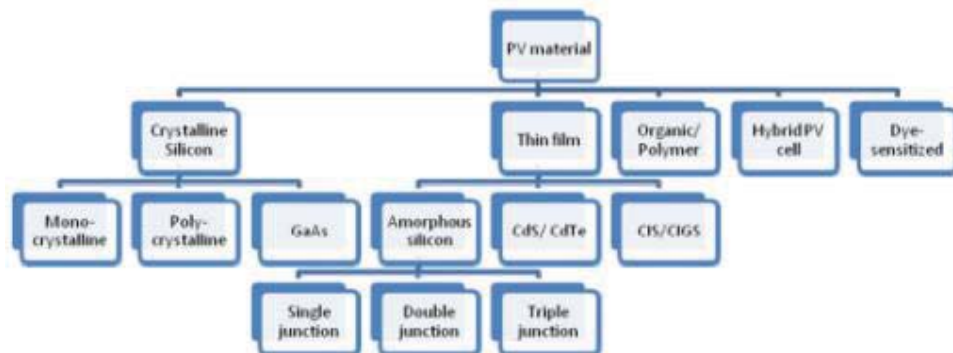 PV material
Crystalline
Silicon
Thin film
Organic/
Polymer
Hybrid PV
cell
Dye-
sensitized
Mono-
crystalline
Poly-
crystalline
GaAs
Amorphous
silicon
CdS/ CdTe
CIS/CIGS
Single
junction
Double
junction
Triple
junction